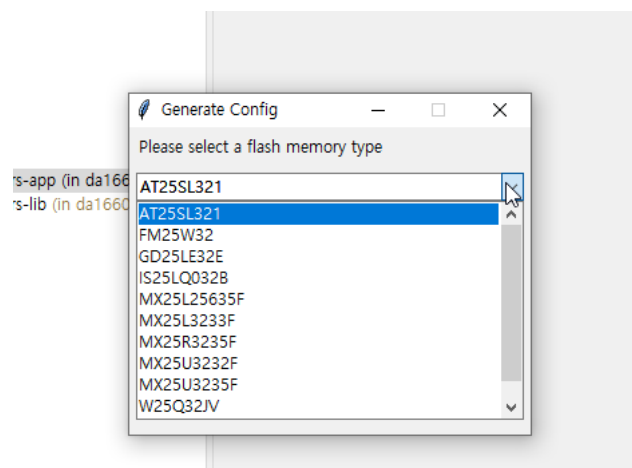 Generate Config
Please select a flash memory type
rs-app (in da166
AT25SL321
rs-lib (in da1660
AT25SL321
FM25W32
GD25LE32E
IS25LQ032B
MX25L25635F
MX25L3233F
MX25R3235F
MX25U3232F
MX25U3235F
W25Q32JV